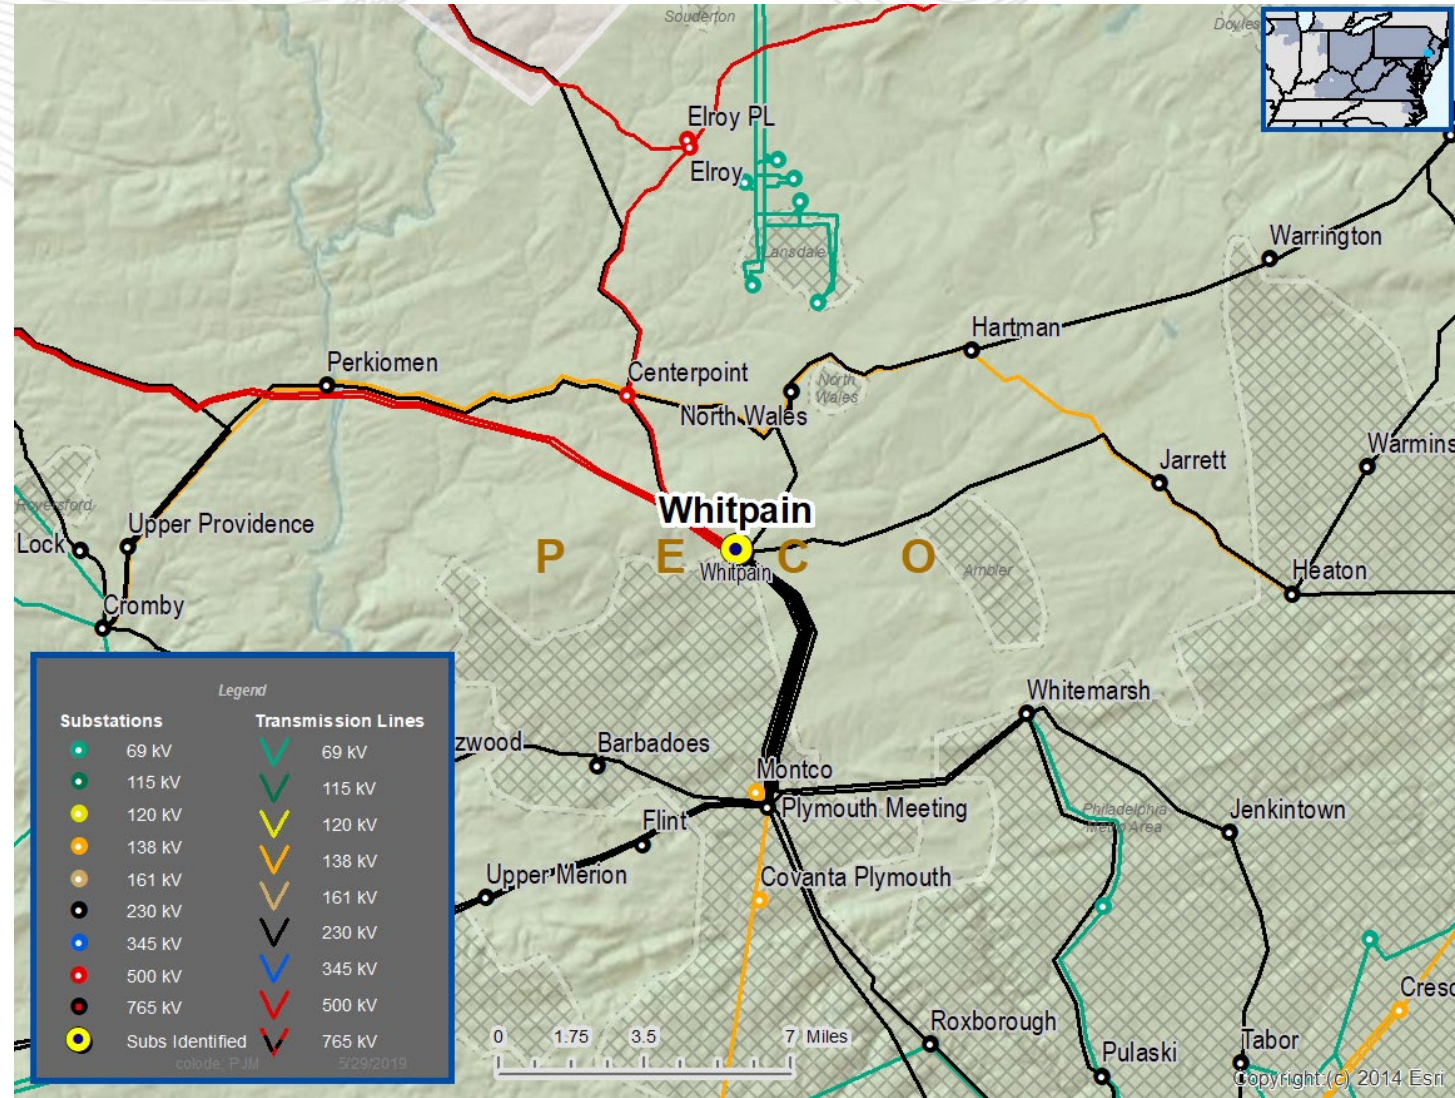 Souderton
Doyles
Elroy PL
Elroy
Lansdale
Warrington
Hartman
Perkiomen
Centerpoint
North
Wales
North Wales
Warmins
Jarrett
Royersford
Whitpain
Upper Providence
Lock
P E C O
Whitpain
Ambler
Heaton
Cromby
Whitemarsh
zwood
Barbadoes
Montco
Plymouth Meeting
Philadelphia
Metro Area
Jenkintown
Flint
Upper Merion
Covanta Plymouth
Cresc
Roxborough
Pulaski
Tabor
0 1.75 3.5 7 Miles
Copyright:(c) 2014 Esri
Legend
Substations
69 kV
115 kV
120 kV
138 kV
161 kV
230 kV
345 kV
500 kV
765 kV
Subs Identified
Transmission Lines
69 kV
115 kV
120 kV
138 kV
161 kV
230 kV
345 kV
500 kV
765 kV
PJM
5/29/2019